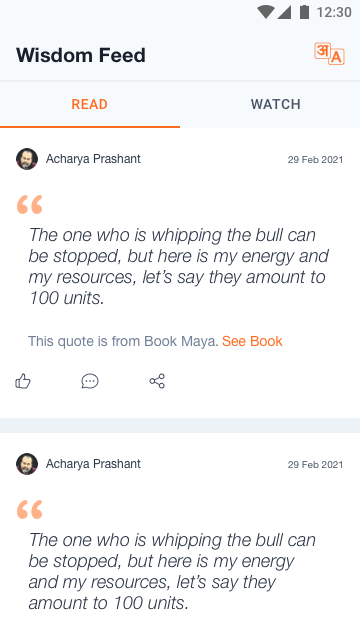 12:30
Wisdom Feed
अ A
READ WATCH
Acharya Prashant 29 Feb 2021
“
The one who is whipping the bull can
be stopped, but here is my energy and
my resources, let’s say they amount to
100 units.
This quote is from Book Maya. See Book
Acharya Prashant 29 Feb 2021
“
The one who is whipping the bull can
be stopped, but here is my energy
and my resources, let’s say they
amount to 100 units.